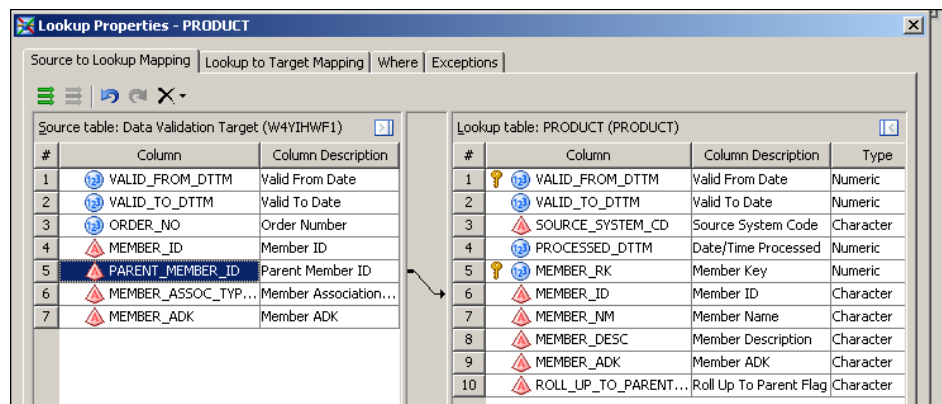 Lookup Properties - PRODUCT
Source to Lookup Mapping Lookup to Target Mapping Where Exceptions
Source table: Data Validation Target (W4YIHWF1)
# Column Column Description
1 VALID_FROM_DTTM Valid From Date
2 VALID_TO_DTTM Valid To Date
3 ORDER_NO Order Number
4 MEMBER_ID Member ID
5 PARENT_MEMBER_ID Parent Member ID
6 MEMBER_ASSOC_TYP... Member Association...
7 MEMBER_ADK Member ADK
Lookup table: PRODUCT (PRODUCT)
# Column Column Description Type
1 VALID_FROM_DTTM Valid From Date Numeric
2 VALID_TO_DTTM Valid To Date Numeric
3 SOURCE_SYSTEM_CD Source System Code Character
4 PROCESSED_DTTM Date/Time Processed Numeric
5 MEMBER_RK Member Key Numeric
6 MEMBER_ID Member ID Character
7 MEMBER_NM Member Name Character
8 MEMBER_DESC Member Description Character
9 MEMBER_ADK Member ADK Character
10 ROLL_UP_TO_PARENT... Roll Up To Parent Flag Character